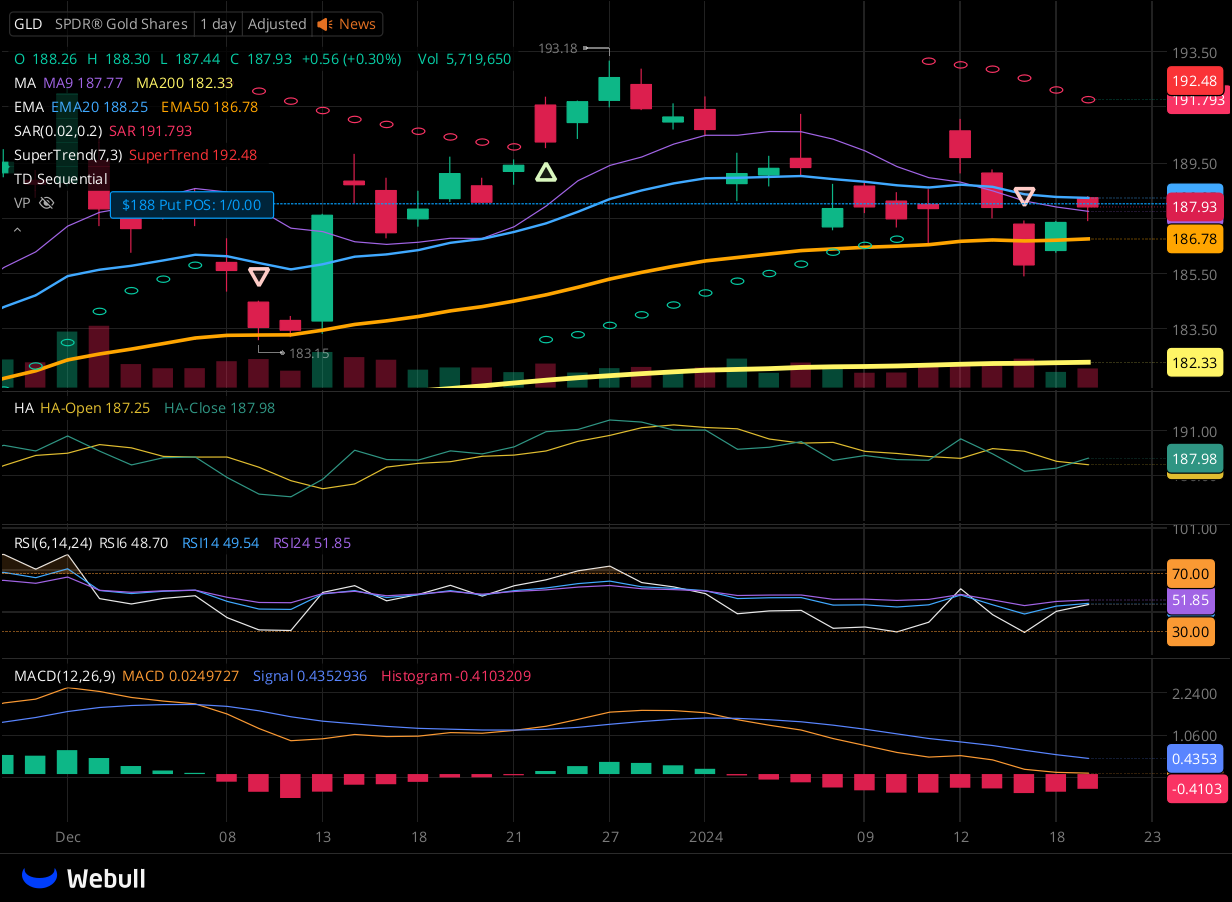 GLD SPDR® Gold Shares 1 day Adjusted News
193.18
193.50
O 188.26 H 188.30 L 187.44 C 187.93 +0.56 (+0.30%) Vol 5,719,650
MA MA9 187.77 MA200 182.33
192.48
191.793
EMA EMA20 188.25 EMA50 186.78
SAR(0.02,0.2) SAR 191.793
SuperTrend(7,3) SuperTrend 192.48
189.50
TD Sequential
VP
$188 Put POS: 1/0.00
187.93
186.78
185.50
183.50
183.15
182.33
HA HA-Open 187.25 HA-Close 187.98
191.00
187.98
101.00
RSI(6,14,24) RSI6 48.70 RSI14 49.54 RSI24 51.85
70.00
51.85
30.00
MACD(12,26,9) MACD 0.0249727 Signal 0.4352936 Histogram -0.4103209
2.2400
1.0600
0.4353
-0.4103
Dec 08 13 18 21 27 2024 09 12 18 23
Webull